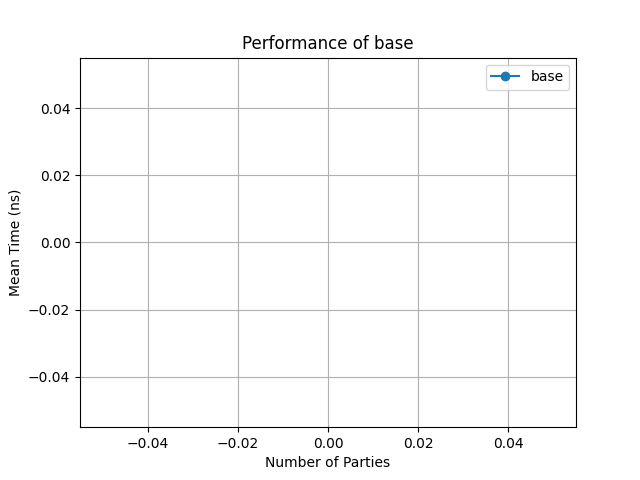 Performance of base
base
0.04
0.02
0.00
−0.02
−0.04
Mean Time (ns)
−0.04 −0.02 0.00 0.02 0.04
Number of Parties